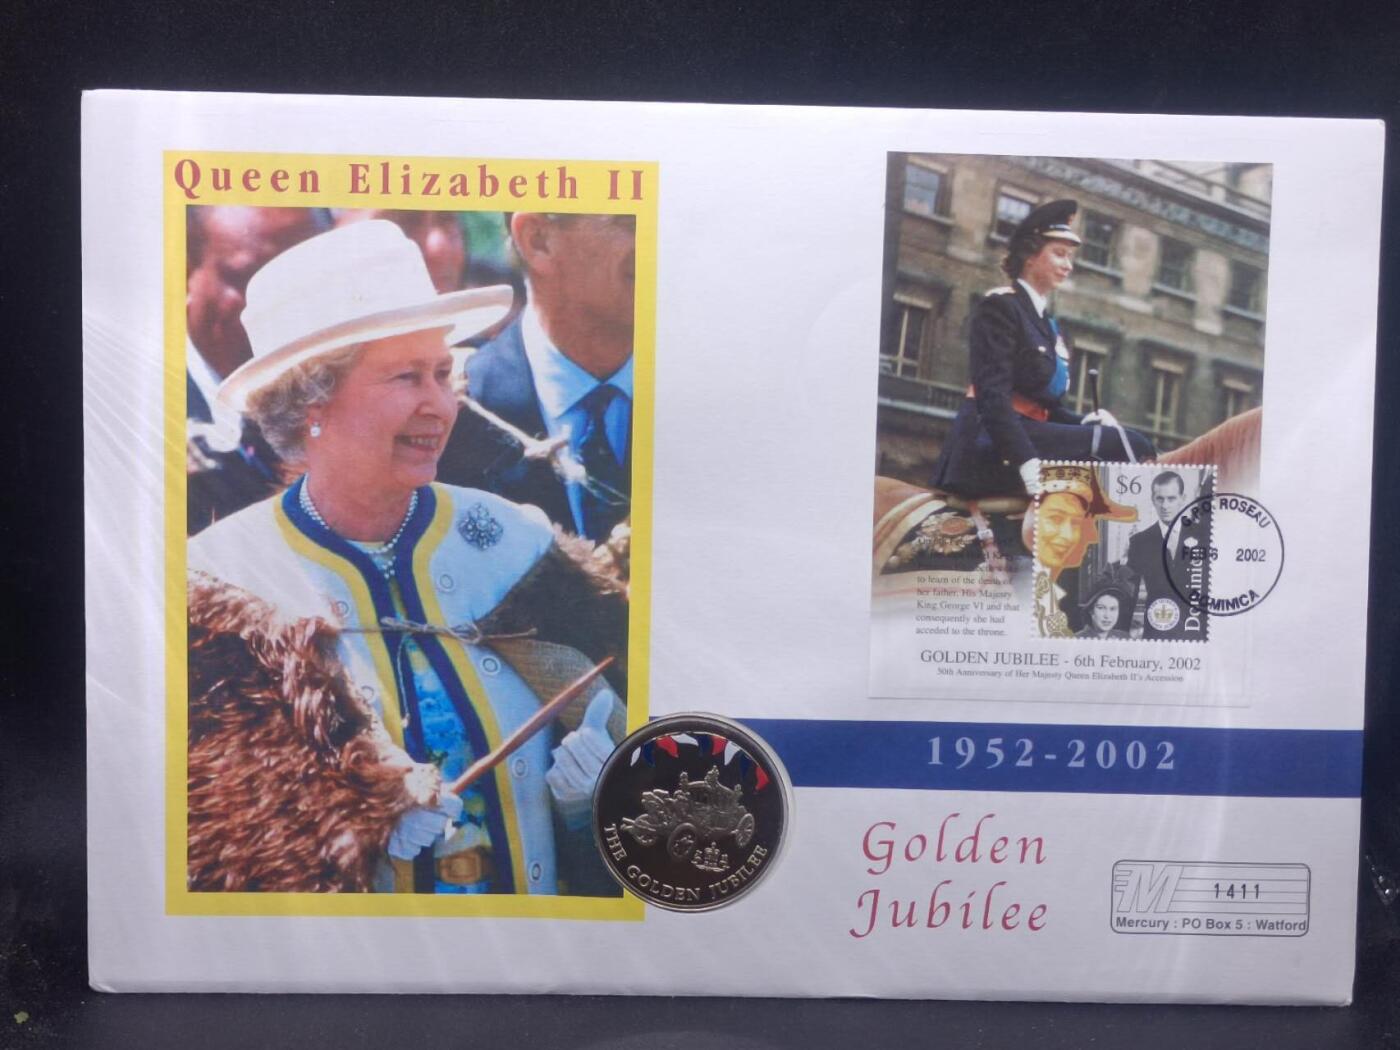 Queen Elizabeth II
$6
Dominica
G.P.O. ROSEAU
FEB 6 2002
DOMINICA
to learn of the death of
her father, His Majesty
King George VI and that
consequently she had
acceded to the throne.
GOLDEN JUBILEE - 6th February, 2002
50th Anniversary of Her Majesty Queen Elizabeth II's Accession
1952-2002
THE GOLDEN JUBILEE
Golden
Jubilee
M
1411
Mercury : PO Box 5 : Watford